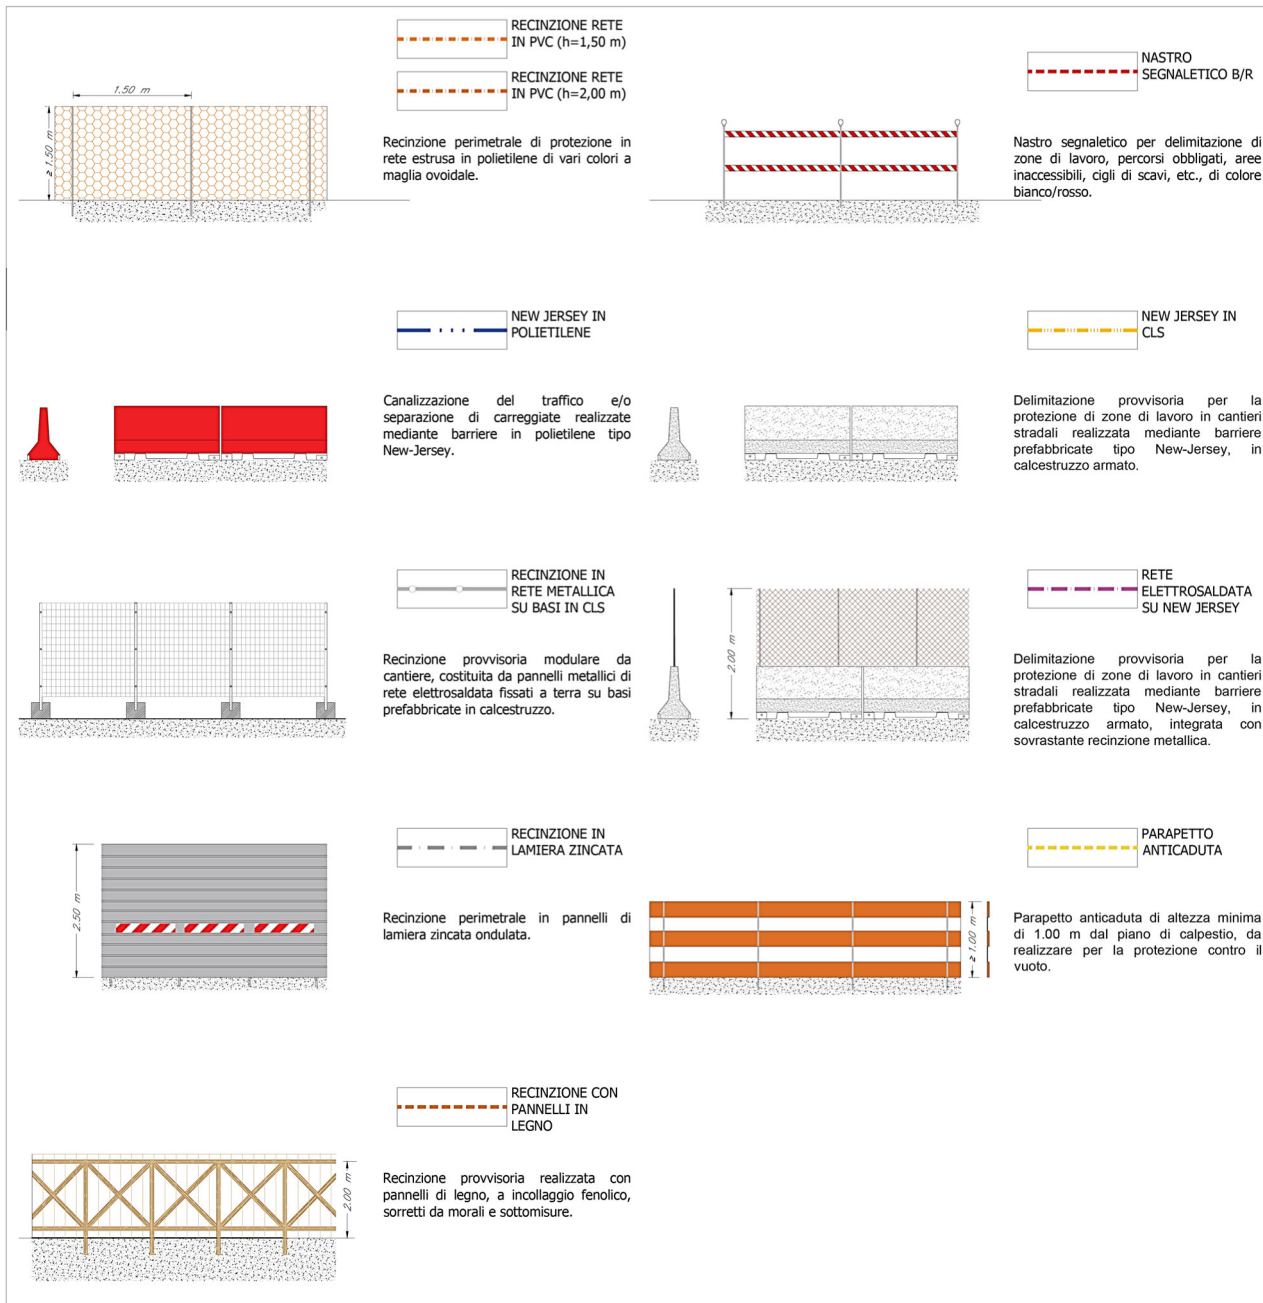 RECINZIONE RETE
IN PVC (h=1,50 m)
RECINZIONE RETE
IN PVC (h=2,00 m)
1.50 m
≥ 1.50 m
Recinzione perimetrale di protezione in
rete estrusa in polietilene di vari colori a
maglia ovoidale.
NASTRO
SEGNALETICO B/R
Nastro segnaletico per delimitazione di
zone di lavoro, percorsi obbligati, aree
inaccessibili, cigli di scavi, etc., di colore
bianco/rosso.
NEW JERSEY IN
POLIETILENE
Canalizzazione del traffico e/o
separazione di carreggiate realizzate
mediante barriere in polietilene tipo
New-Jersey.
NEW JERSEY IN
CLS
Delimitazione provvisoria per la
protezione di zone di lavoro in cantieri
stradali realizzata mediante barriere
prefabbricate tipo New-Jersey, in
calcestruzzo armato.
RECINZIONE IN
RETE METALLICA
SU BASI IN CLS
Recinzione provvisoria modulare da
cantiere, costituita da pannelli metallici di
rete elettrosaldata fissati a terra su basi
prefabbricate in calcestruzzo.
RETE
ELETTROSALDATA
SU NEW JERSEY
2.00 m
Delimitazione provvisoria per la
protezione di zone di lavoro in cantieri
stradali realizzata mediante barriere
prefabbricate tipo New-Jersey, in
calcestruzzo armato, integrata con
sovrastante recinzione metallica.
RECINZIONE IN
LAMIERA ZINCATA
2.50 m
Recinzione perimetrale in pannelli di
lamiera zincata ondulata.
PARAPETTO
ANTICADUTA
≥ 1.00 m
Parapetto anticaduta di altezza minima
di 1.00 m dal piano di calpestio, da
realizzare per la protezione contro il
vuoto.
RECINZIONE CON
PANNELLI IN
LEGNO
2.00 m
Recinzione provvisoria realizzata con
pannelli di legno, a incollaggio fenolico,
sorretti da morali e sottomisure.